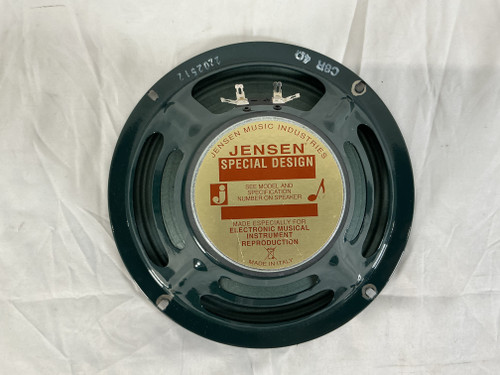 2202512
C8R 4Ω
JENSEN MUSIC INDUSTRIES
JENSEN
SPECIAL DESIGN
j
SEE MODEL AND
SPECIFICATION
NUMBER ON SPEAKER
MADE ESPECIALLY FOR
ELECTRONIC MUSICAL
INSTRUMENT
REPRODUCTION
MADE IN ITALY